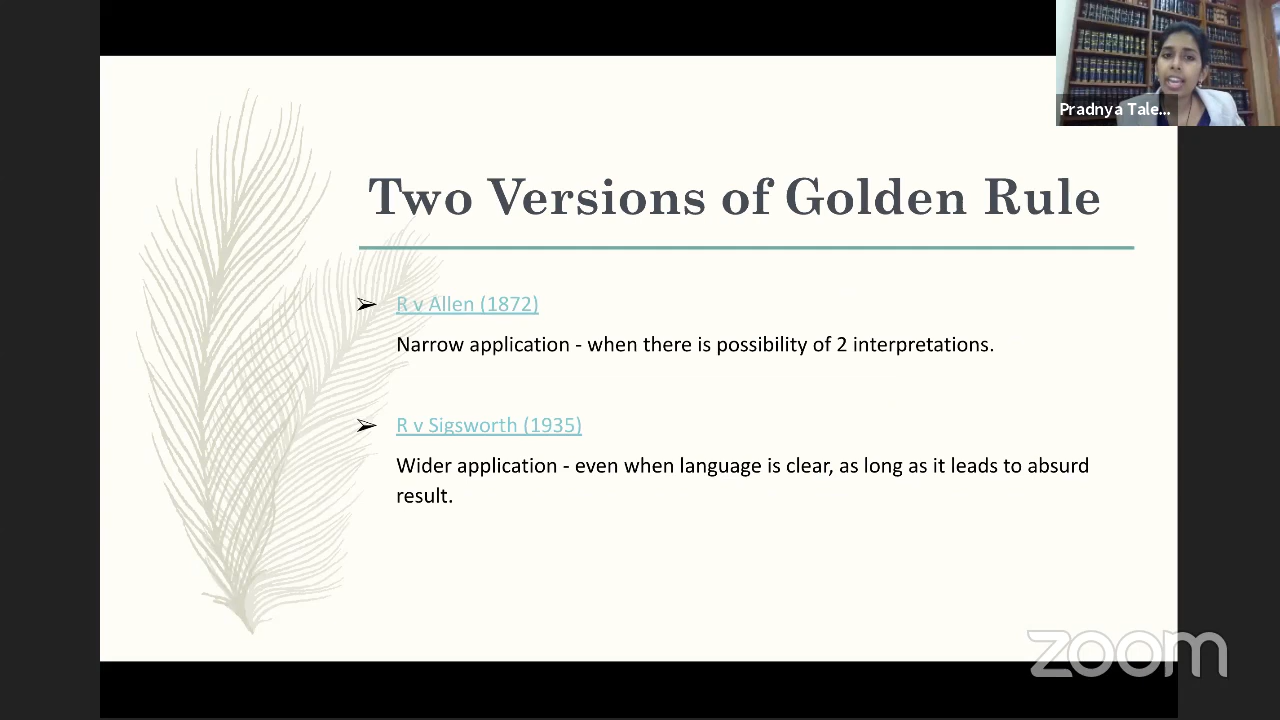 Pradnya Tale...
Two Versions of Golden Rule
➢ R v Allen (1872)
Narrow application - when there is possibility of 2 interpretations.
➢ R v Sigsworth (1935)
Wider application - even when language is clear, as long as it leads to absurd
result.
zoom